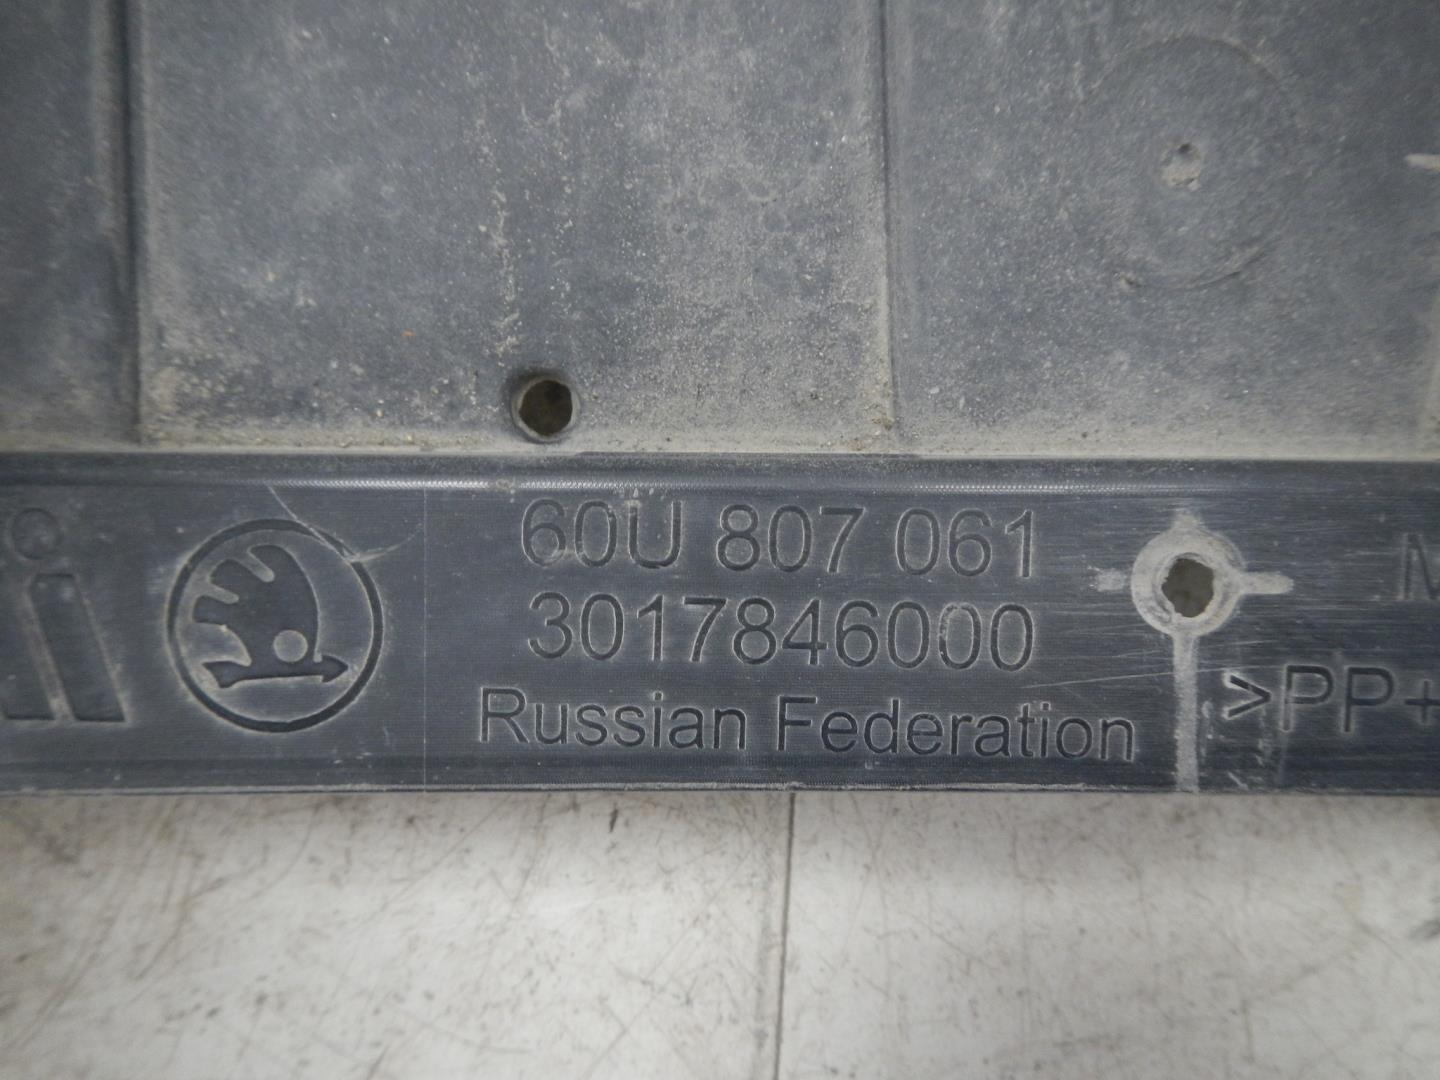 60U 807 061
3017846000
Russian Federation
>PP+